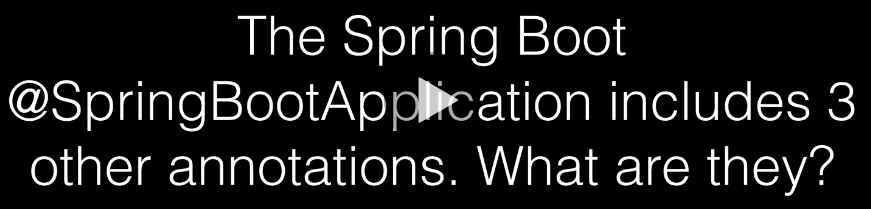 The Spring Boot
@SpringBootApplication includes 3
other annotations. What are they?